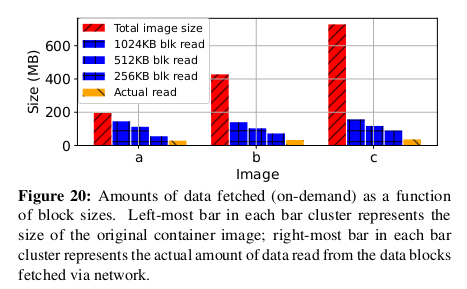 Total image size
1024KB blk read
512KB blk read
256KB blk read
Actual read
Size (MB)
600
400
200
0
a
b
c
Image
Figure 20: Amounts of data fetched (on-demand) as a function
of block sizes. Left-most bar in each bar cluster represents the
size of the original container image; right-most bar in each bar
cluster represents the actual amount of data read from the data blocks
fetched via network.